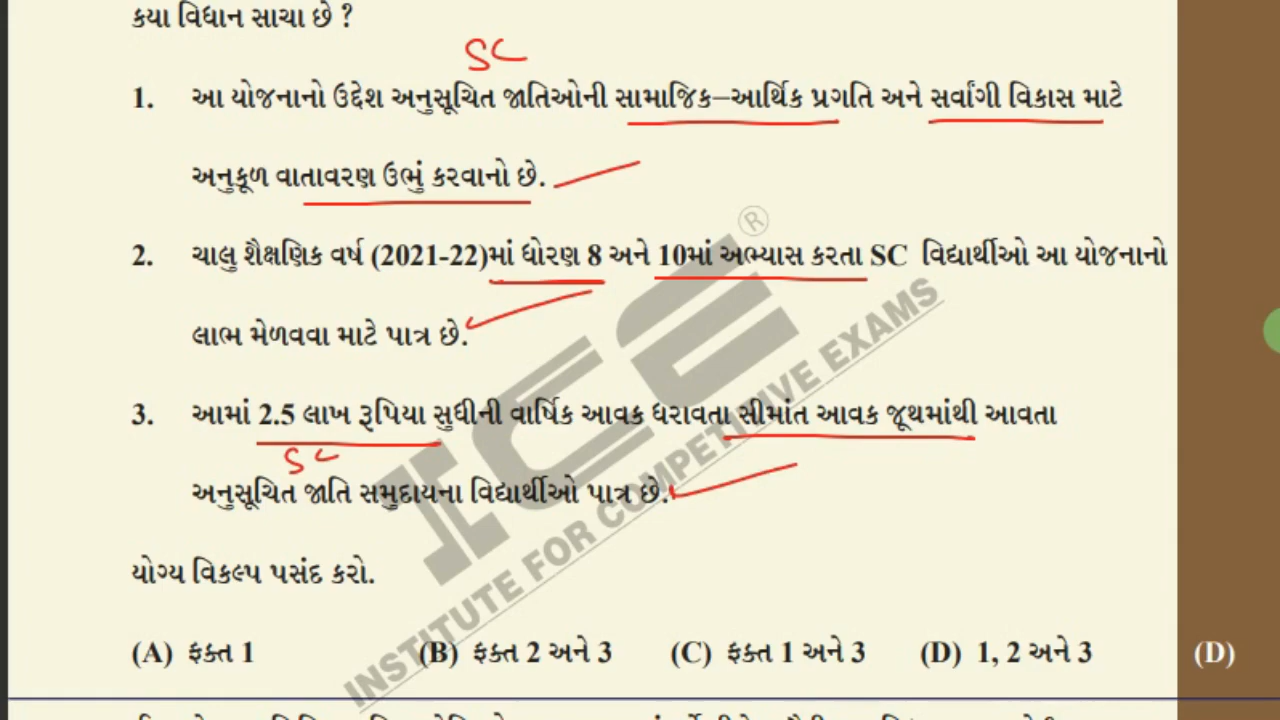 કયા વિધાન સાચા છે ?
SC
1. આ યોજનાનો ઉદ્દેશ અનુસૂચિત જાતિઓની સામાજિક–આર્થિક પ્રગતિ અને સર્વાંગી વિકાસ માટે
અનુકૂળ વાતાવરણ ઉભું કરવાનો છે.
2. ચાલુ શૈક્ષણિક વર્ષ (2021-22)માં ધોરણ 8 અને 10માં અભ્યાસ કરતા SC વિદ્યાર્થીઓ આ યોજનાનો
લાભ મેળવવા માટે પાત્ર છે.
3. આમાં 2.5 લાખ રૂપિયા સુધીની વાર્ષિક આવક ધરાવતા સીમાંત આવક જૂથમાંથી આવતા
SC
અનુસૂચિત જાતિ સમુદાયના વિદ્યાર્થીઓ પાત્ર છે.
યોગ્ય વિકલ્પ પસંદ કરો.
(A) ફક્ત 1 (B) ફક્ત 2 અને 3 (C) ફક્ત 1 અને 3 (D) 1, 2 અને 3 (D)
ICE ®
INSTITUTE FOR COMPETITIVE EXAMS